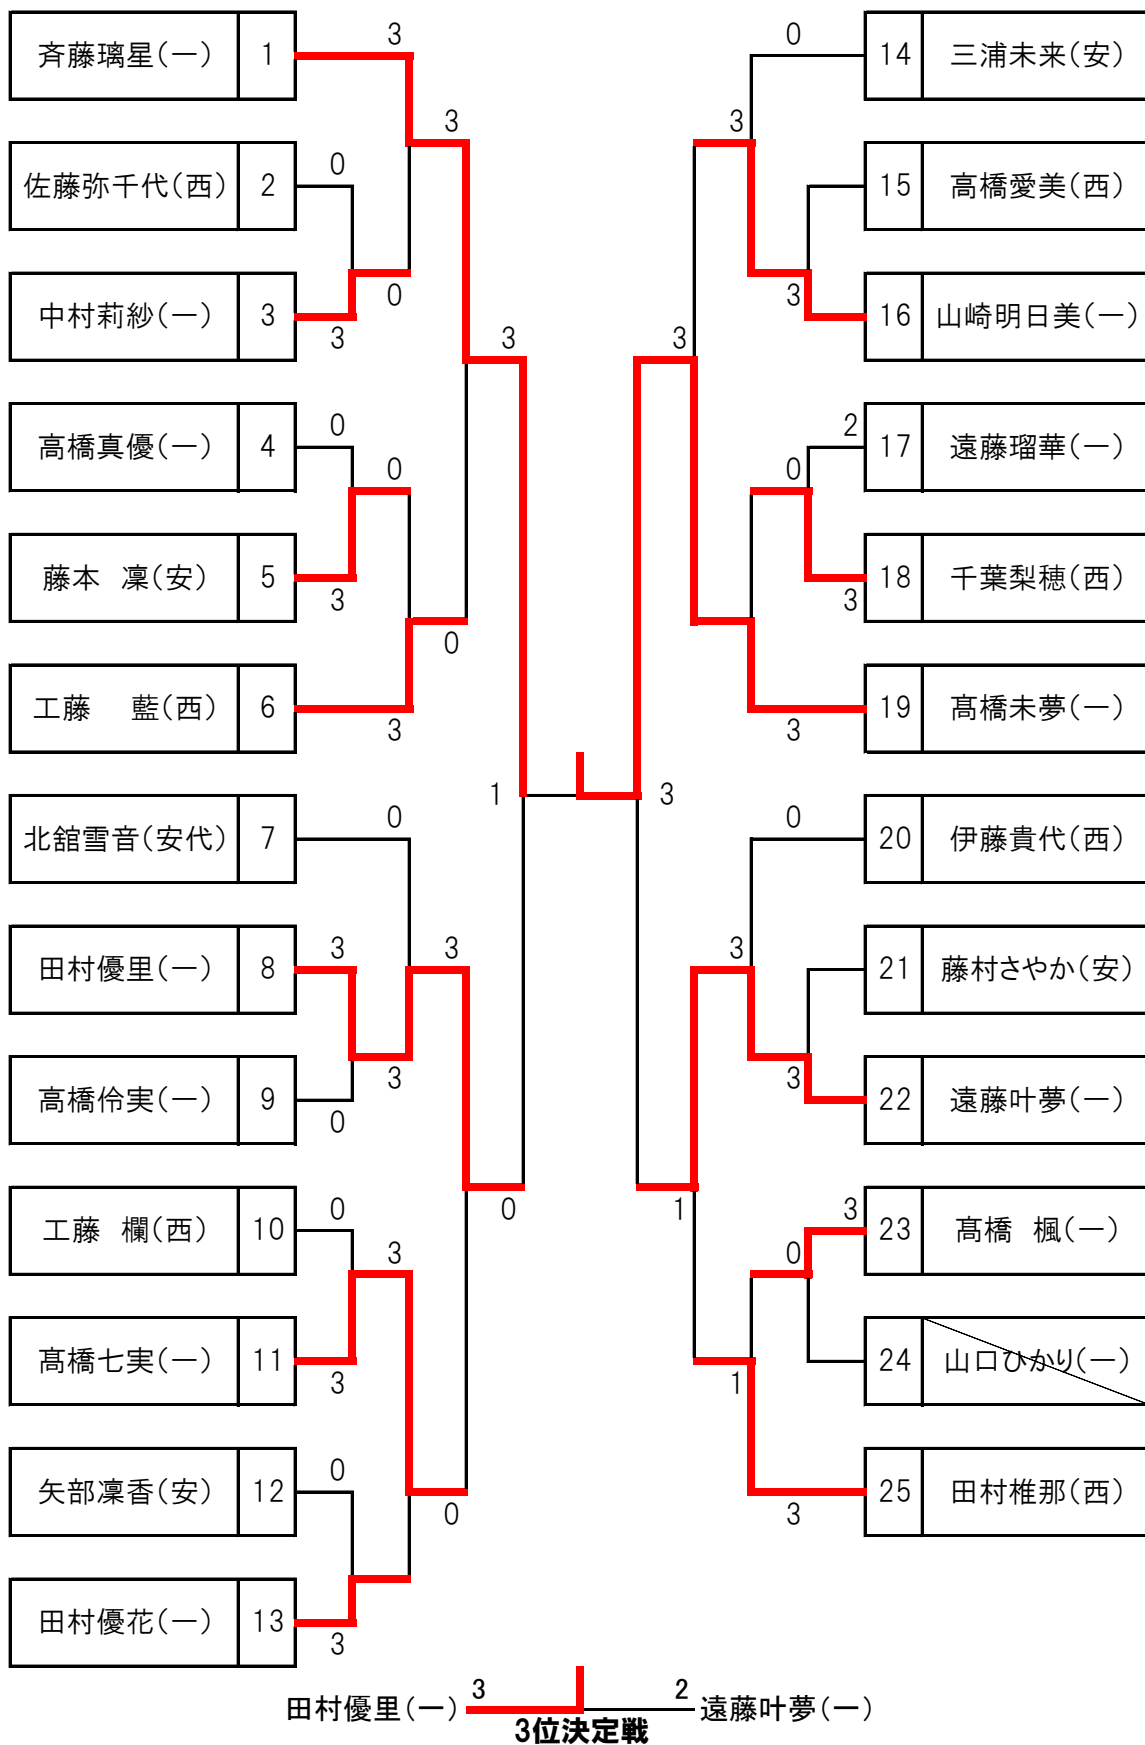 斉藤璃星(一) 1 3
3
佐藤弥千代(西) 2 0
中村莉紗(一) 3 3 0
3
高橋真優(一) 4 0
0
藤本 凜(安) 5 3
0
工藤 藍(西) 6 3
1
北舘雪音(安代) 7 0
田村優里(一) 8 3 3
3
高橋伶実(一) 9 0
0
工藤 欄(西) 10 0
3
髙橋七実(一) 11 3
矢部凜香(安) 12 0
0
田村優花(一) 13 3
0 14 三浦未来(安)
3
15 高橋愛美(西)
3 16 山崎明日美(一)
3
2 17 遠藤瑠華(一)
0
3 18 千葉梨穂(西)
3 19 髙橋未夢(一)
3
0 20 伊藤貴代(西)
3 21 藤村さやか(安)
3 22 遠藤叶夢(一)
1
3 23 髙橋 楓(一)
0
24 山口ひかり(一)
1
3 25 田村椎那(西)
田村優里(一) 3 2 遠藤叶夢(一)
3位決定戦